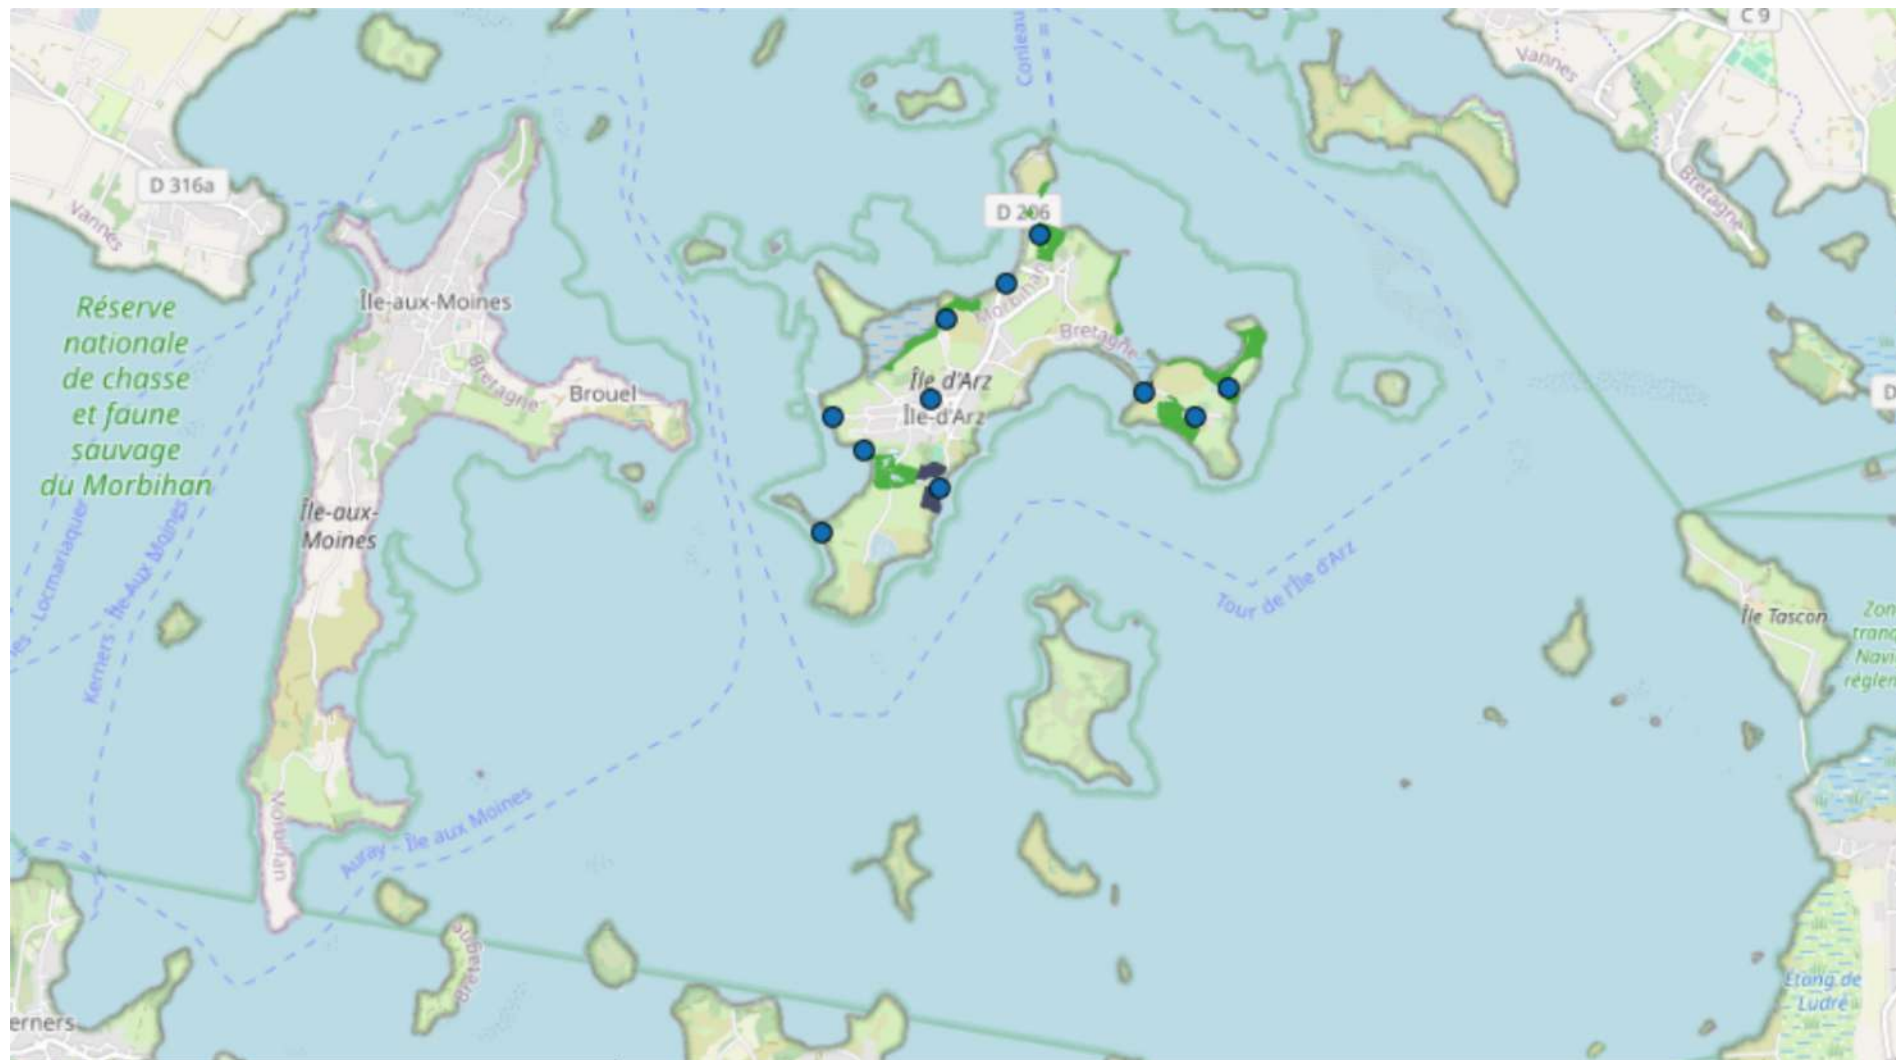 C 9
Conleau
Vannes
D 316a
Vannes
Bretagne
D 206
Île-aux-Moines
Morbihan
Réserve
nationale
de chasse
et faune
sauvage
du Morbihan
Bretagne
Brouel
Bretagne
Île d'Arz
Île-d'Arz
Île-aux-
Moines
Locmariaquer
Kerners - Île-Aux Moines
Tour de l'Île d'Arz
Île Tascon
Morbihan
Auray - Île aux Moines
Bretagne
Étang de
Ludré
erners